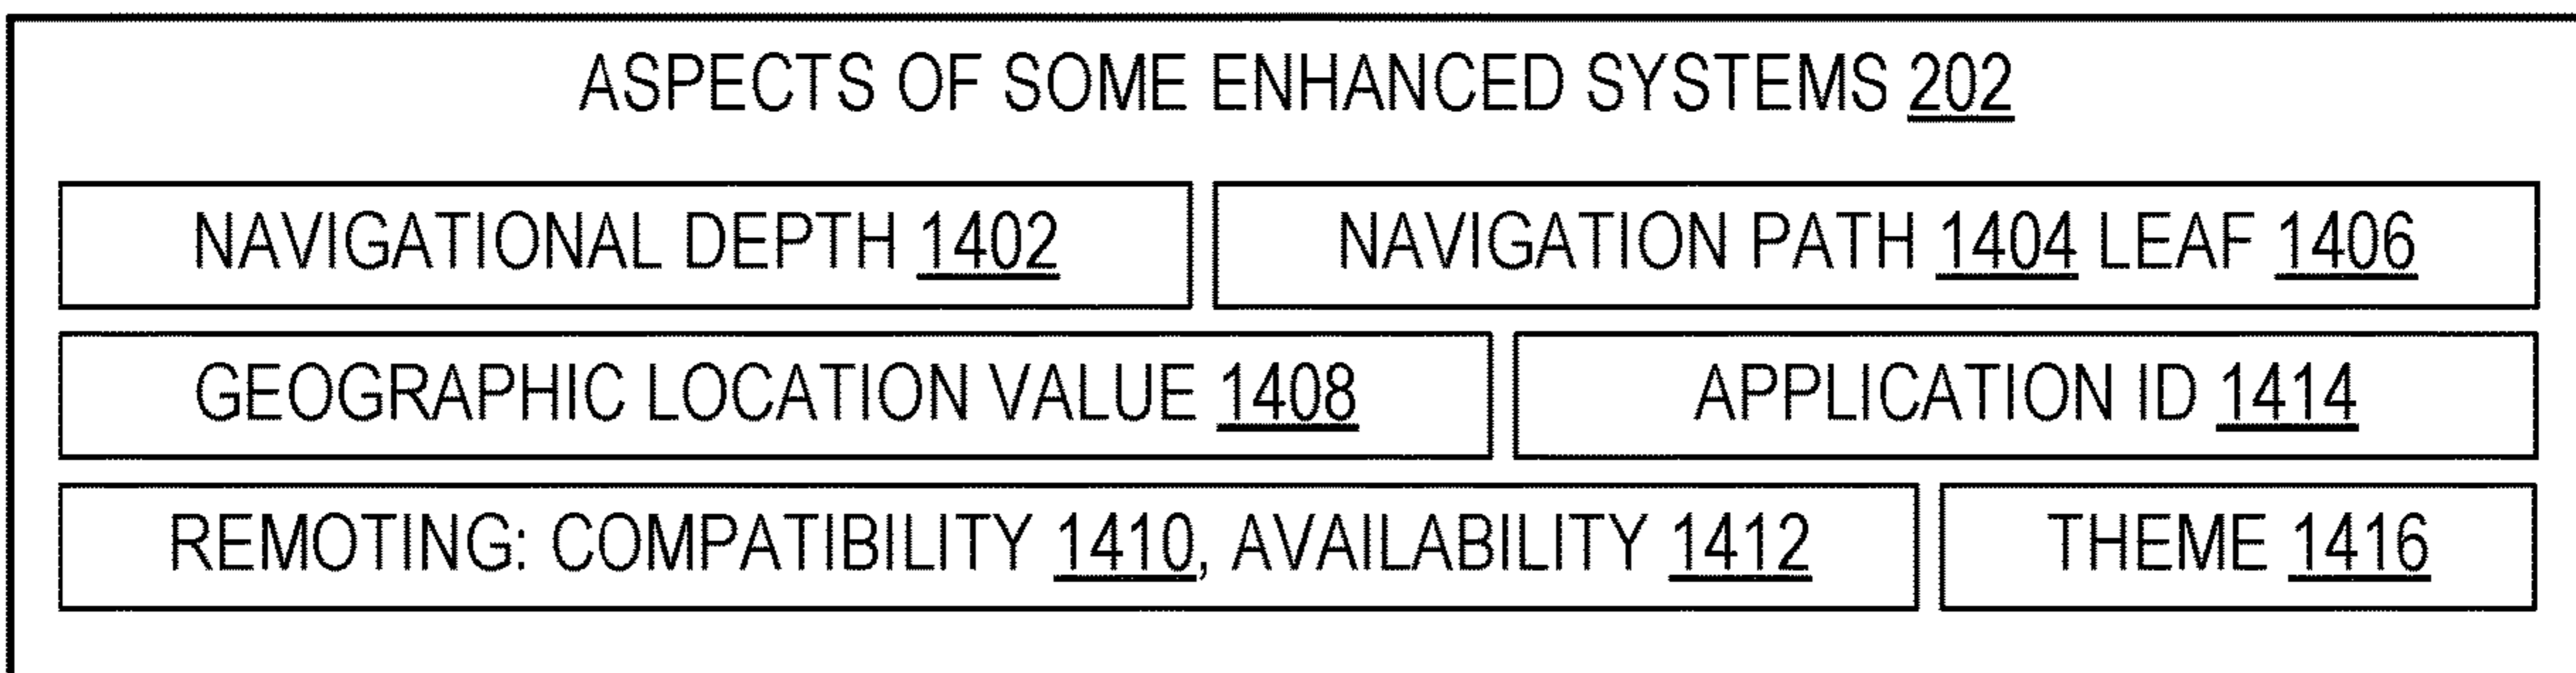 ASPECTS OF SOME ENHANCED SYSTEMS 202
NAVIGATIONAL DEPTH 1402
NAVIGATION PATH 1404 LEAF 1406
GEOGRAPHIC LOCATION VALUE 1408
APPLICATION ID 1414
REMOTING: COMPATIBILITY 1410, AVAILABILITY 1412
THEME 1416